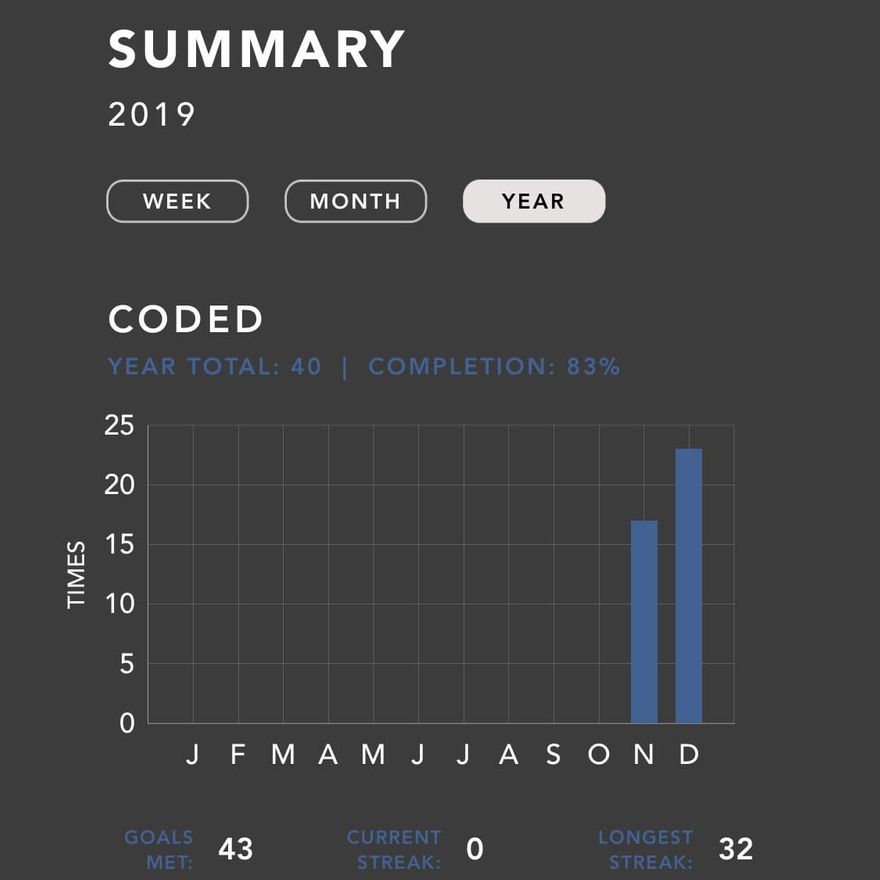 SUMMARY
2019
WEEK MONTH YEAR
CODED
YEAR TOTAL: 40 | COMPLETION: 83%
25
20
15
10
5
0
TIMES
J F M A M J J A S O N D
GOALS MET: 43 CURRENT STREAK: 0 LONGEST STREAK: 32